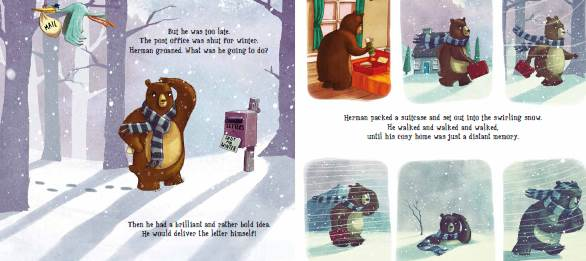 MAIL
But he was too late.
The post office was shut for winter.
Herman groaned. What was he going to do?
LETTERS
SHUT
FOR
WINTER
Then he had a brilliant and rather bold idea.
He would deliver the letter himself!
Herman packed a suitcase and set out into the swirling snow.
He walked and walked and walked,
until his cosy home was just a distant memory.